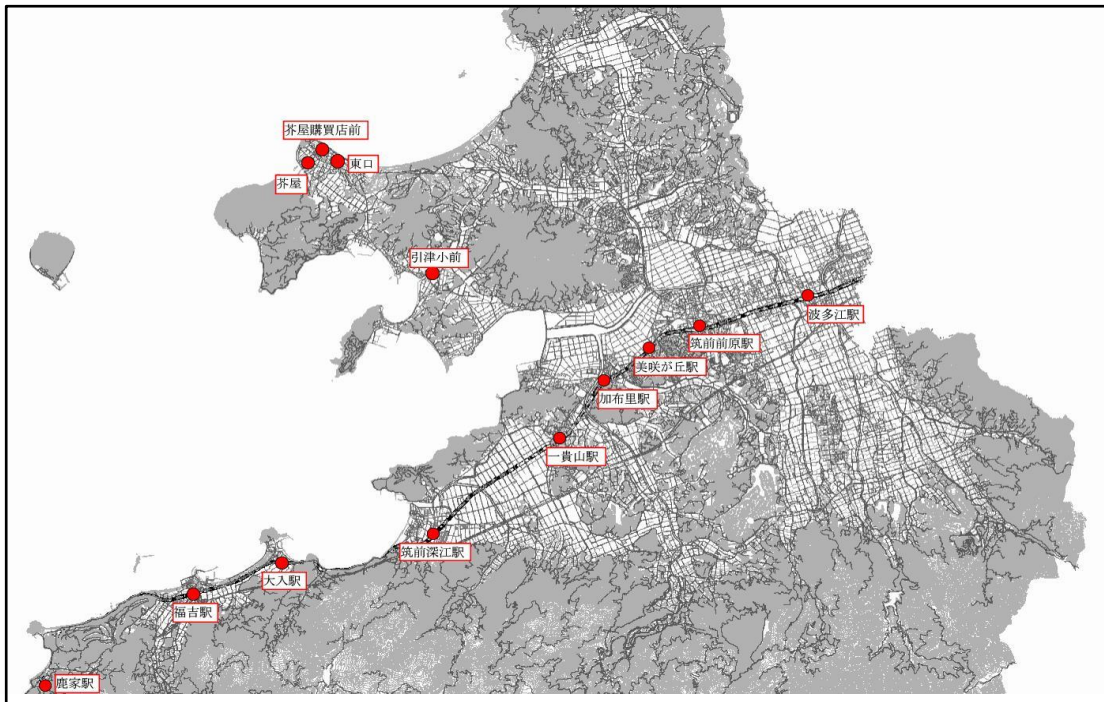 芥屋購買店前
東口
芥屋
引津小前
波多江駅
筑前前原駅
美咲が丘駅
加布里駅
一貴山駅
筑前深江駅
大入駅
福吉駅
鹿家駅